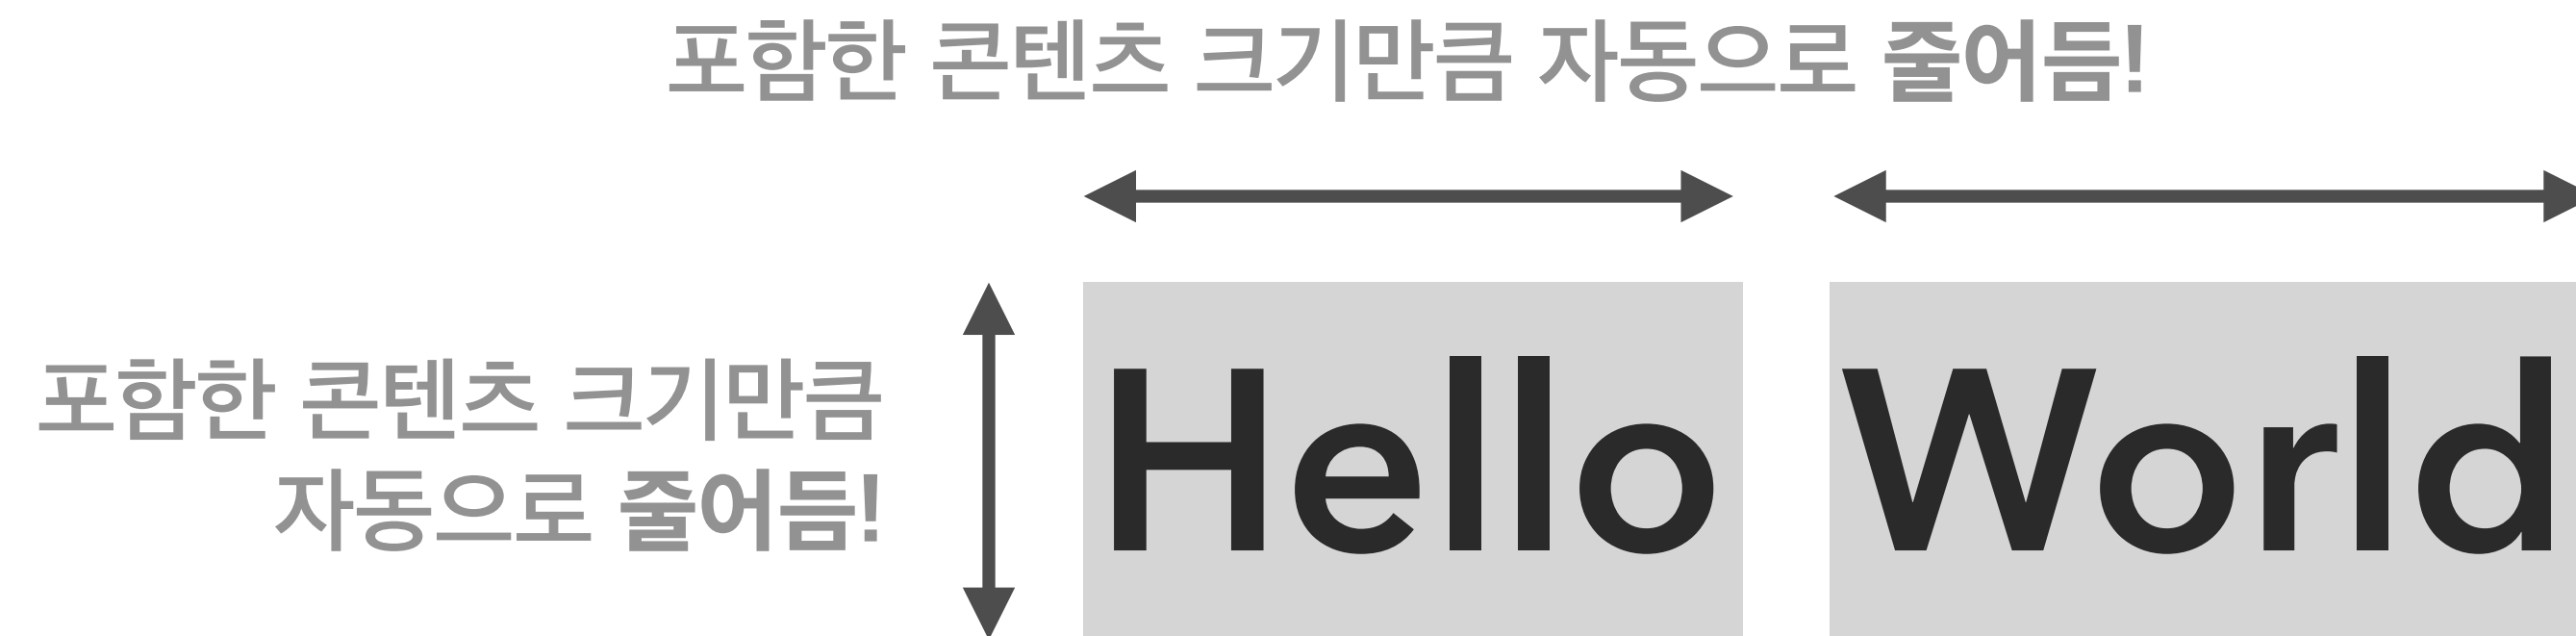 포함한 콘텐츠 크기만큼 자동으로 줄어듬!
포함한 콘텐츠 크기만큼
자동으로 줄어듬!
Hello World